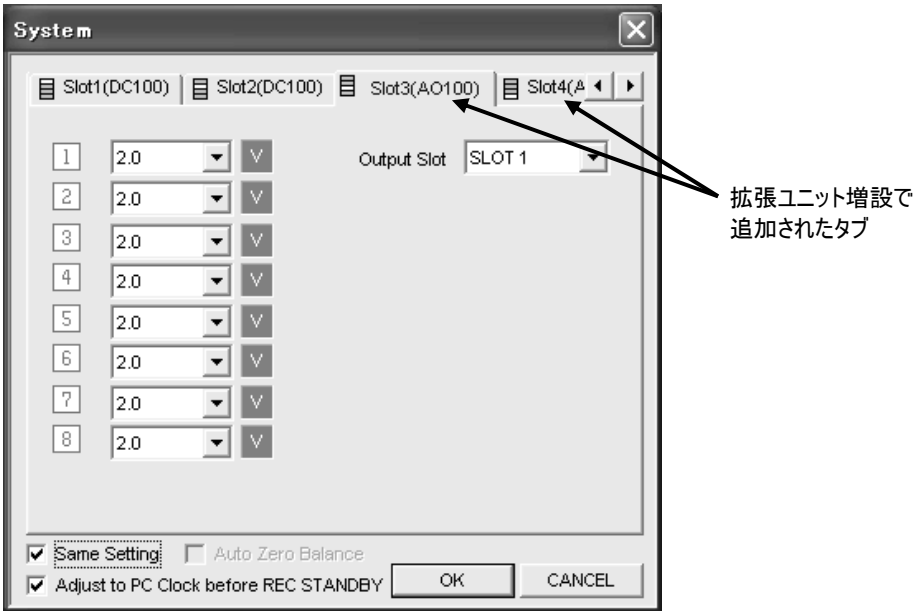 System
Slot1(DC100) Slot2(DC100) Slot3(AO100) Slot4(A
1 2.0 V Output Slot SLOT 1
2 2.0 V
3 2.0 V
4 2.0 V
5 2.0 V
6 2.0 V
7 2.0 V
8 2.0 V
拡張ユニット増設で
追加されたタブ
Same Setting Auto Zero Balance
Adjust to PC Clock before REC STANDBY OK CANCEL